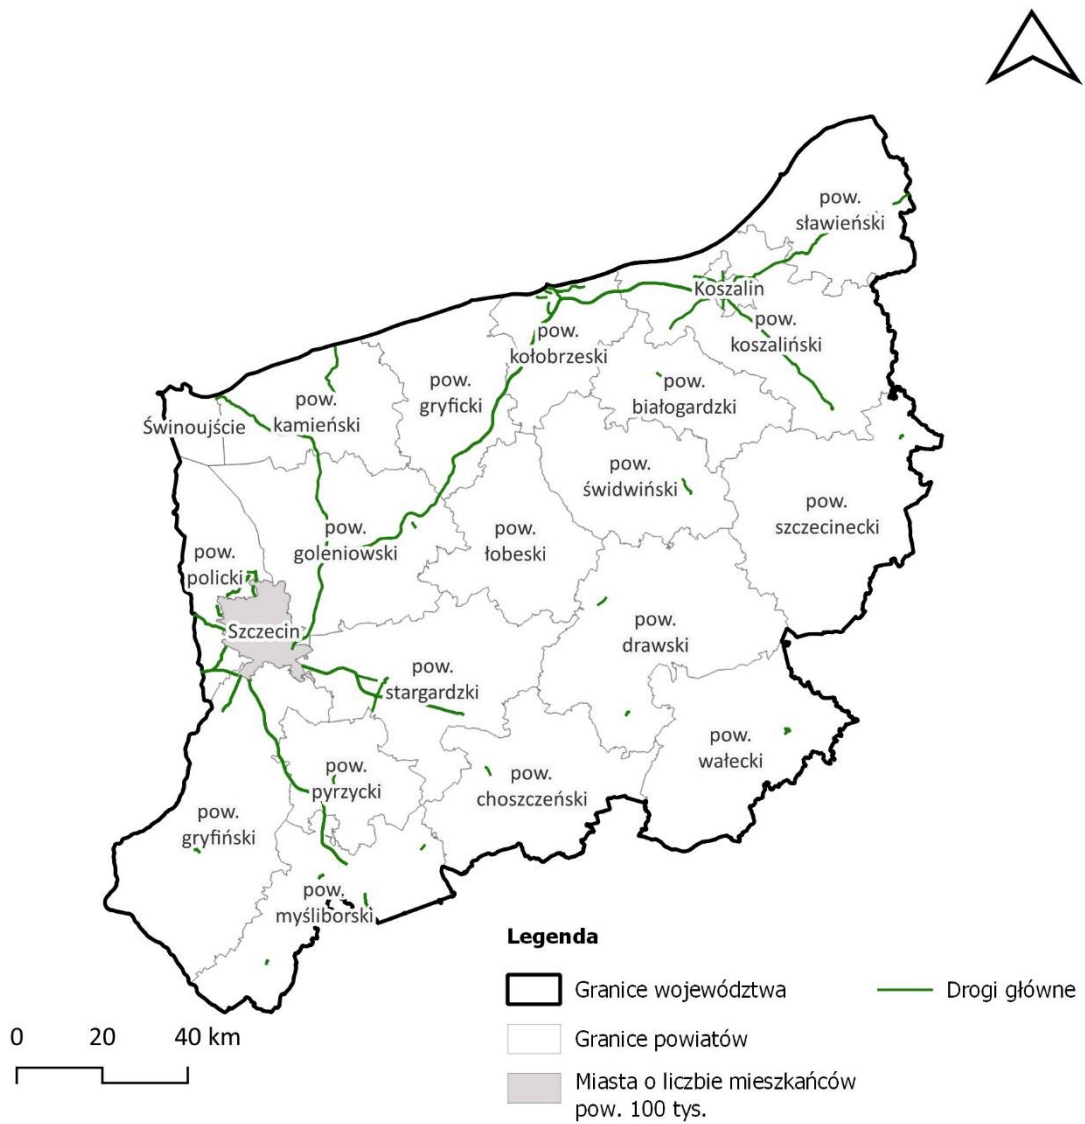 pow.
sławieński
Koszalin
pow.
koszaliński
pow.
kołobrzeski
pow.
gryficki
pow.
białogardzki
pow.
kamieński
Świnoujście
pow.
świdwiński
pow.
szczecinecki
pow.
goleniowski
pow.
łobeski
pow.
policki
Szczecin
pow.
drawski
pow.
stargardzki
pow.
wałecki
pow.
pyrzycki
pow.
choszczeński
pow.
gryfiński
pow.
myśliborski
Legenda
Granice województwa
Drogi główne
Granice powiatów
Miasta o liczbie mieszkańców
pow. 100 tys.
0 20 40 km